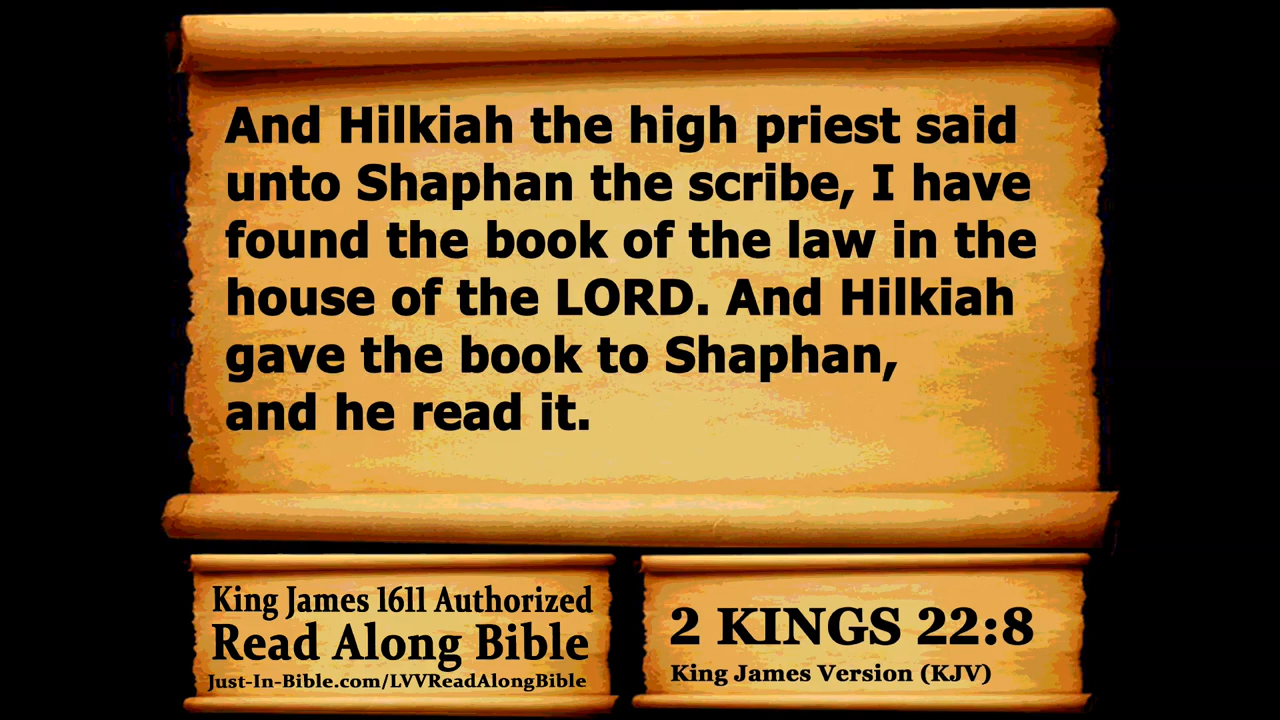 And Hilkiah the high priest said
unto Shaphan the scribe, I have
found the book of the law in the
house of the LORD. And Hilkiah
gave the book to Shaphan,
and he read it.
King James 1611 Authorized
Read Along Bible
Just-In-Bible.com/LVVReadAlongBible
2 KINGS 22:8
King James Version (KJV)